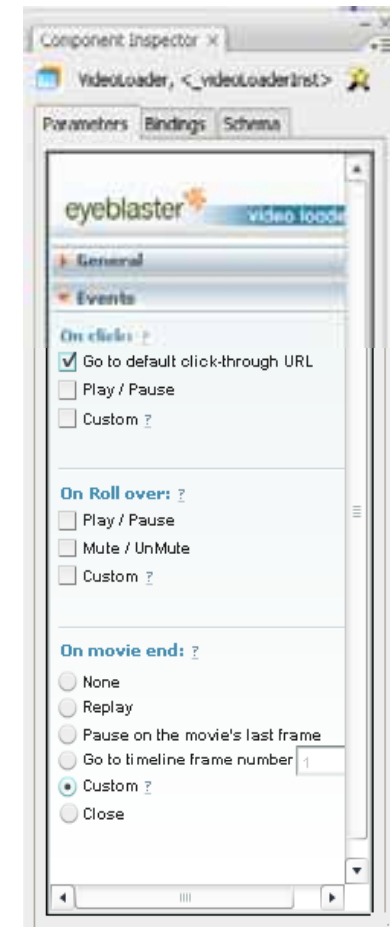 Component Inspector ×
VideoLoader, <_videoLoaderInst>
Parameters Bindings Schema
eyeblaster video loade
General
Events
On click: ?
Go to default click-through URL
Play / Pause
Custom ?
On Roll over: ?
Play / Pause
Mute / UnMute
Custom ?
On movie end: ?
None
Replay
Pause on the movie's last frame
Go to timeline frame number 1
Custom ?
Close